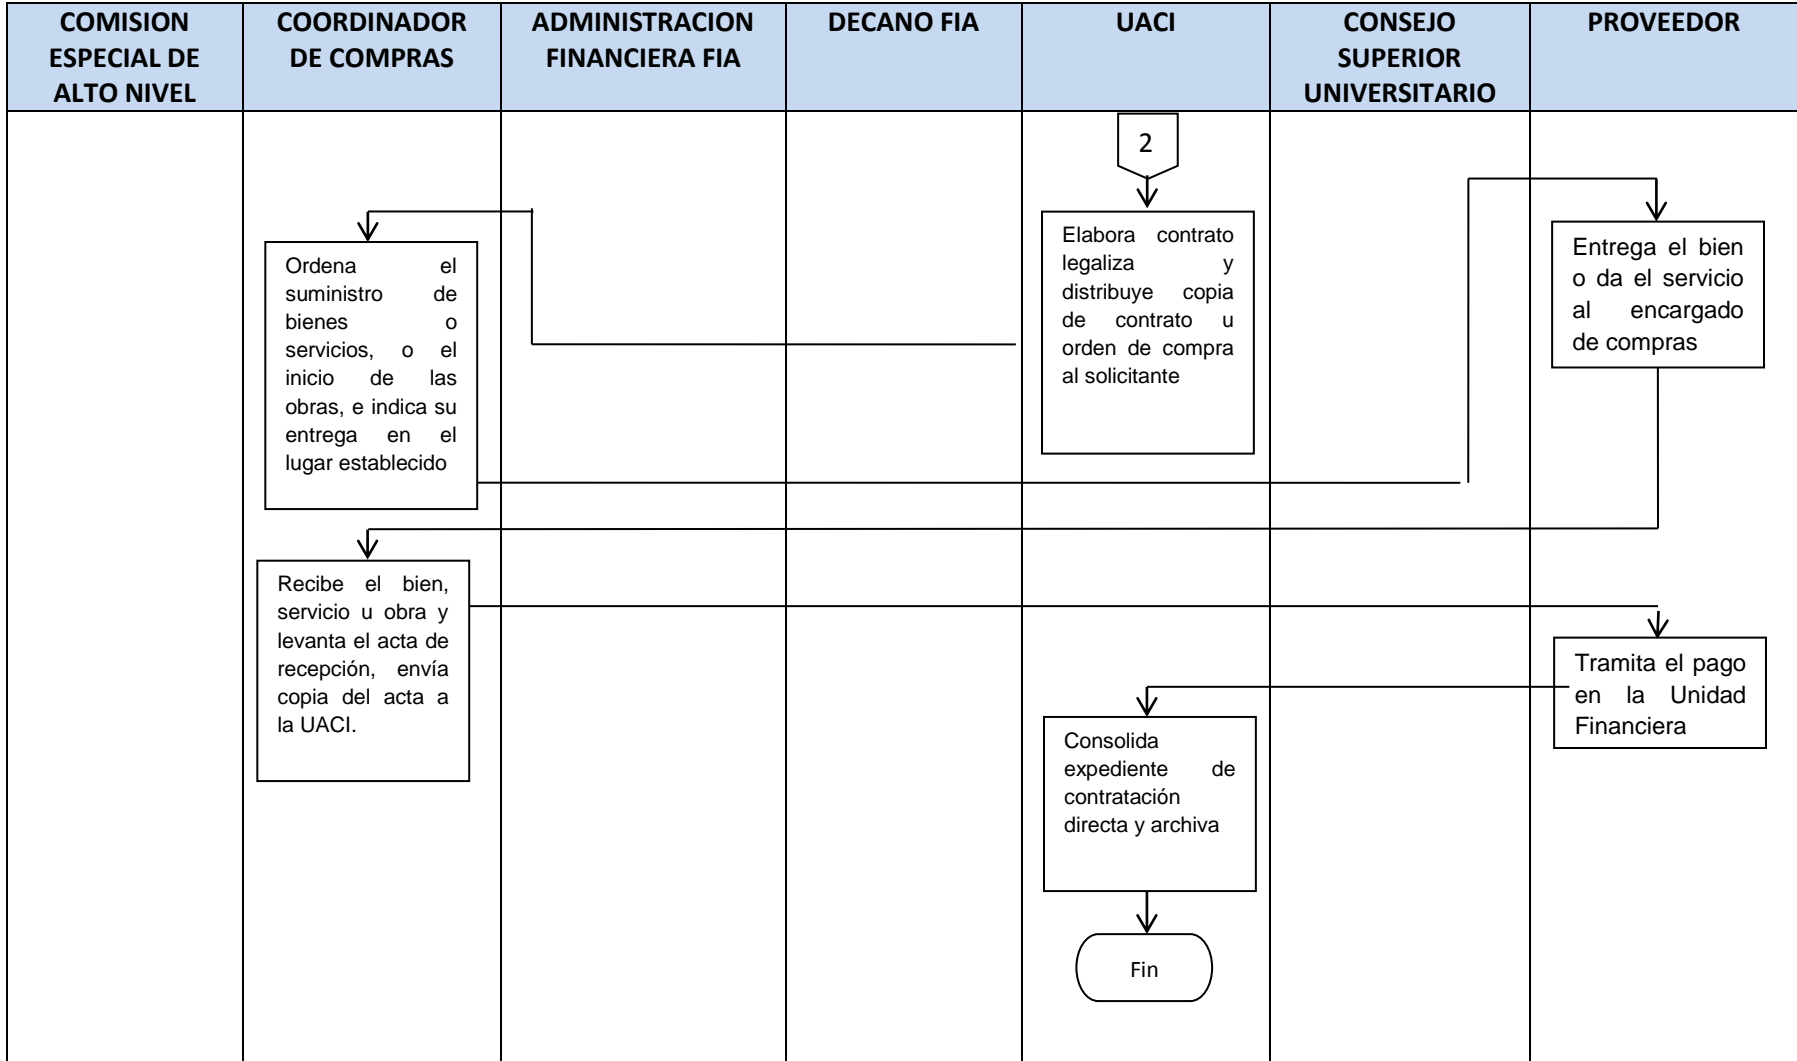 COMISION
ESPECIAL DE
ALTO NIVEL
COORDINADOR
DE COMPRAS
ADMINISTRACION
FINANCIERA FIA
DECANO FIA
UACI
CONSEJO
SUPERIOR
UNIVERSITARIO
PROVEEDOR
2
Elabora contrato
legaliza y
distribuye copia
de contrato u
orden de compra
al solicitante
Ordena el
suministro de
bienes o
servicios, o el
inicio de las
obras, e indica su
entrega en el
lugar establecido
Entrega el bien
o da el servicio
al encargado
de compras
Recibe el bien,
servicio u obra y
levanta el acta de
recepción, envía
copia del acta a
la UACI.
Tramita el pago
en la Unidad
Financiera
Consolida
expediente de
contratación
directa y archiva
Fin